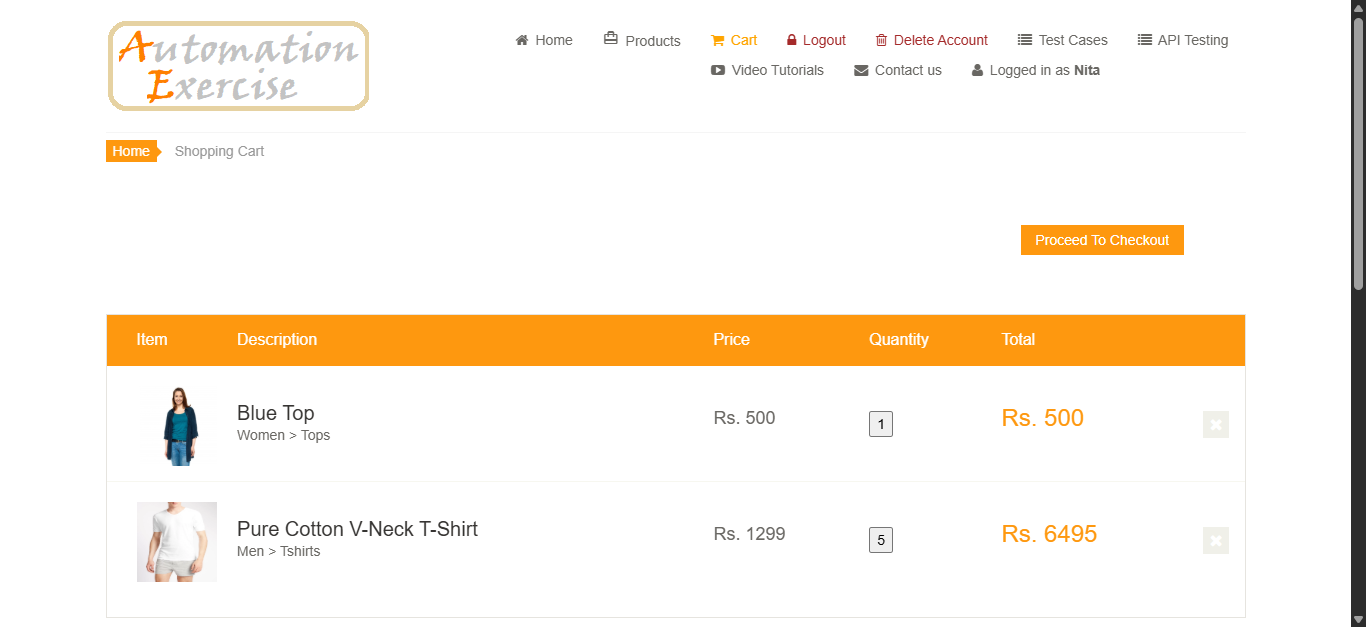 Automation
Exercise
Home Products Cart Logout Delete Account Test Cases API Testing
Video Tutorials Contact us Logged in as Nita
Home Shopping Cart
Proceed To Checkout
Item Description Price Quantity Total
Blue Top
Women > Tops
Rs. 500 1 Rs. 500
Pure Cotton V-Neck T-Shirt
Men > Tshirts
Rs. 1299 5 Rs. 6495